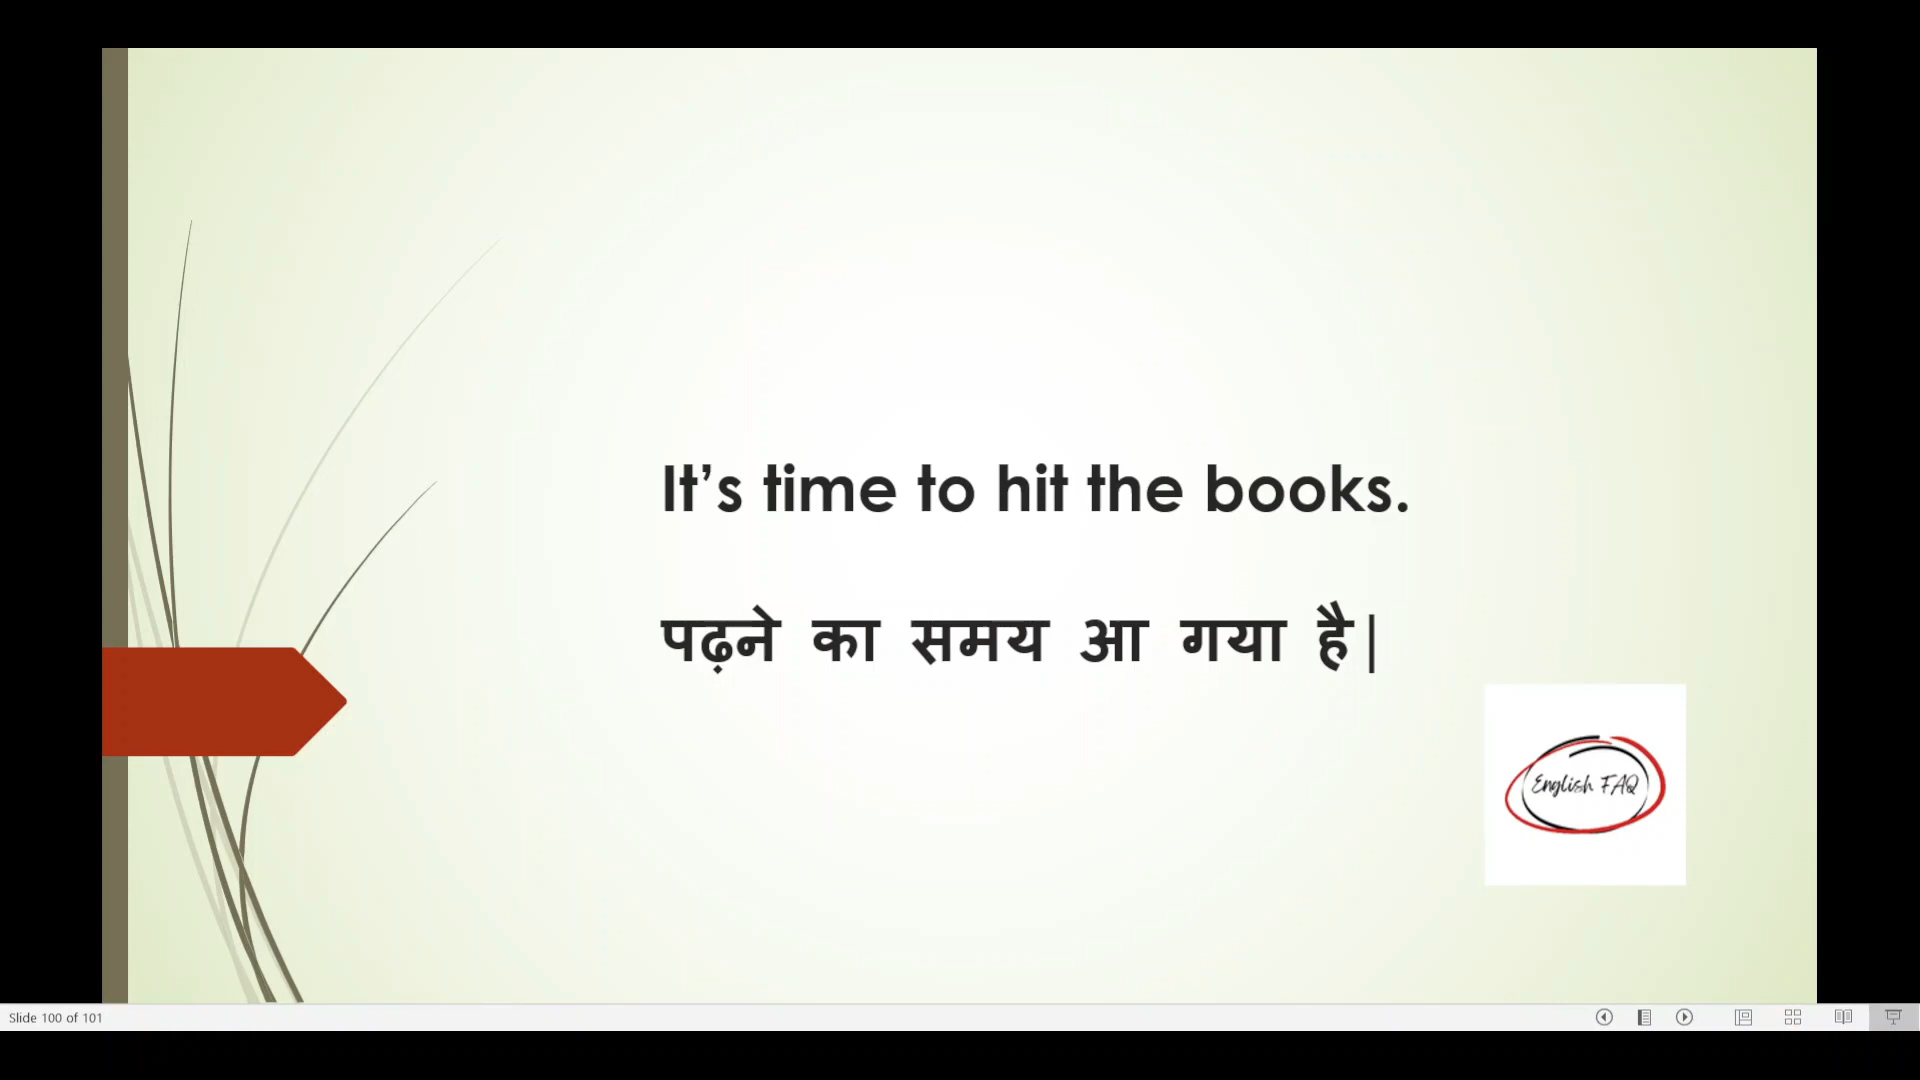 It’s time to hit the books.
पढ़ने का समय आ गया है|
English FAQ
Slide 100 of 101